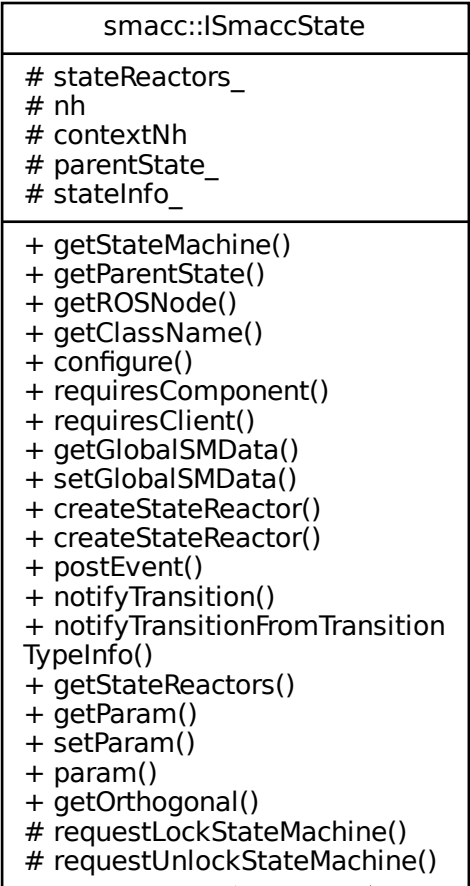 smacc::ISmaccState
# stateReactors_
# nh
# contextNh
# parentState_
# stateInfo_
+ getStateMachine()
+ getParentState()
+ getROSNode()
+ getClassName()
+ configure()
+ requiresComponent()
+ requiresClient()
+ getGlobalSMData()
+ setGlobalSMData()
+ createStateReactor()
+ createStateReactor()
+ postEvent()
+ notifyTransition()
+ notifyTransitionFromTransition
TypeInfo()
+ getStateReactors()
+ getParam()
+ setParam()
+ param()
+ getOrthogonal()
# requestLockStateMachine()
# requestUnlockStateMachine()